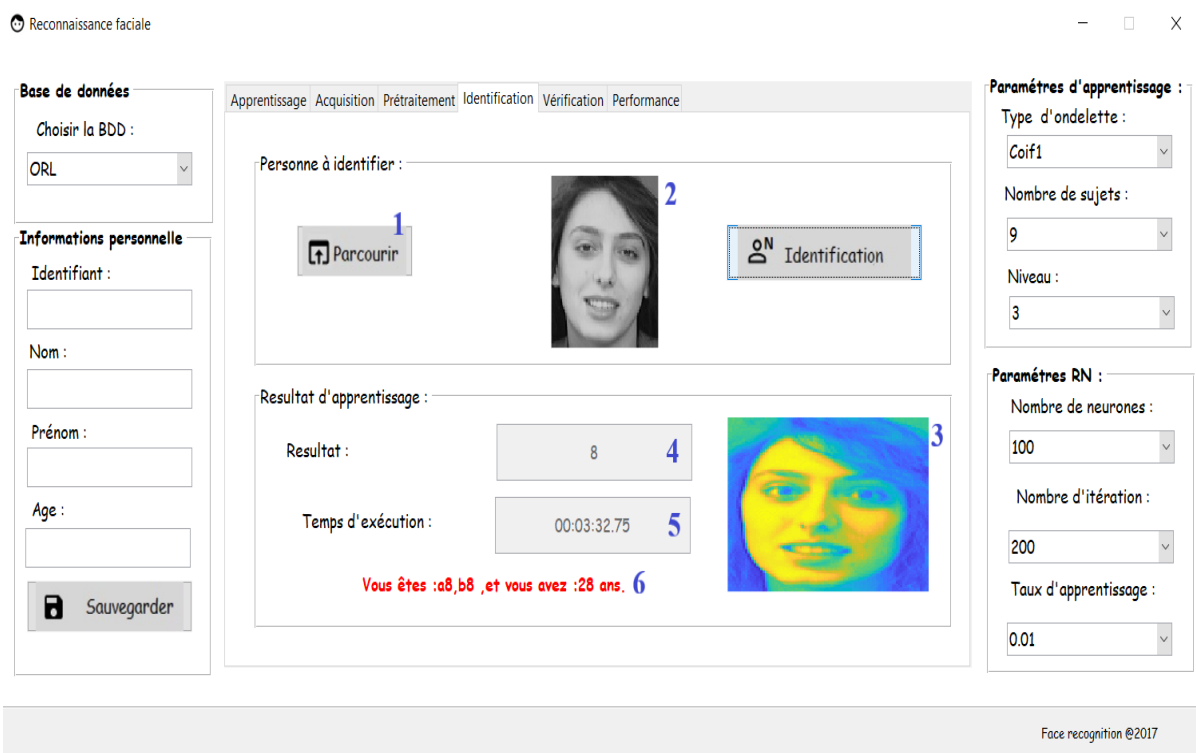 Reconnaissance faciale
Base de données
Choisir la BDD :
ORL
Informations personnelle
Identifiant :
Nom :
Prénom :
Age :
Sauvegarder
Apprentissage Acquisition Prétraitement Identification Vérification Performance
Personne à identifier :
1
Parcourir
2
N Identification
Resultat d'apprentissage :
Resultat :
8 4
Temps d'exécution :
00:03:32.75 5
3
Vous êtes :a8,b8 ,et vous avez :28 ans. 6
Paramétres d'apprentissage :
Type d'ondelette :
Coif1
Nombre de sujets :
9
Niveau :
3
Paramétres RN :
Nombre de neurones :
100
Nombre d'itération :
200
Taux d'apprentissage :
0.01
Face recognition @2017